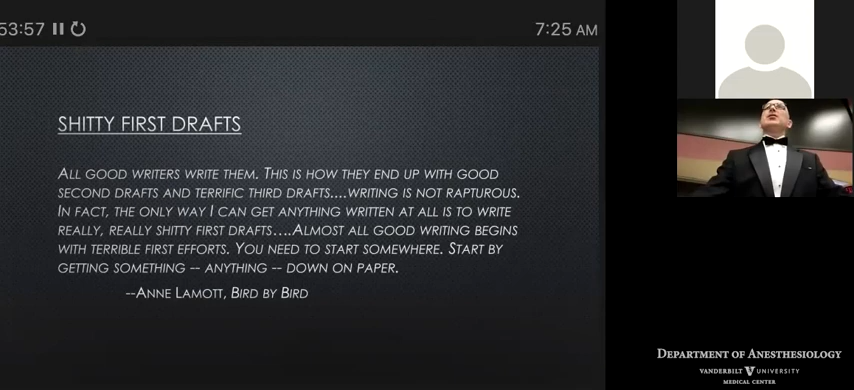 53:57
7:25 AM
SHITTY FIRST DRAFTS
ALL GOOD WRITERS WRITE THEM. THIS IS HOW THEY END UP WITH GOOD
SECOND DRAFTS AND TERRIFIC THIRD DRAFTS....WRITING IS NOT RAPTUROUS.
IN FACT, THE ONLY WAY I CAN GET ANYTHING WRITTEN AT ALL IS TO WRITE
REALLY, REALLY SHITTY FIRST DRAFTS....ALMOST ALL GOOD WRITING BEGINS
WITH TERRIBLE FIRST EFFORTS. YOU NEED TO START SOMEWHERE. START BY
GETTING SOMETHING -- ANYTHING -- DOWN ON PAPER.
--ANNE LAMOTT, BIRD BY BIRD
DEPARTMENT OF ANESTHESIOLOGY
VANDERBILT V UNIVERSITY
MEDICAL CENTER